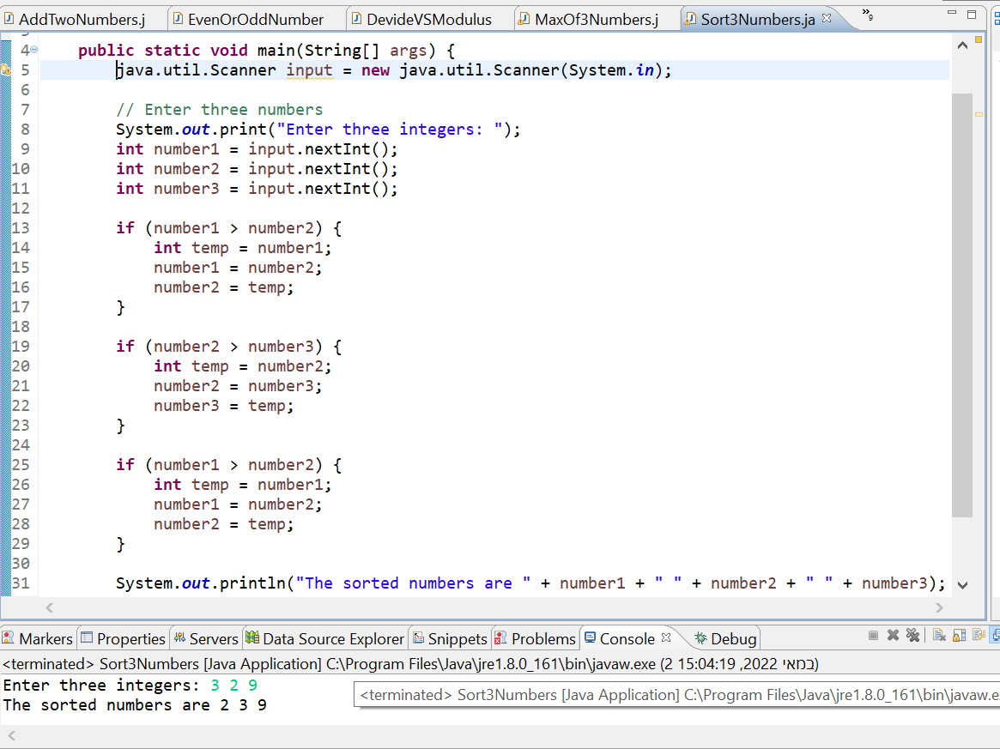 AddTwoNumbers.j EvenOrOddNumber DevideVSModulus MaxOf3Numbers.j Sort3Numbers.ja »9
4 public static void main(String[] args) {
5 java.util.Scanner input = new java.util.Scanner(System.in);
6
7 // Enter three numbers
8 System.out.print("Enter three integers: ");
9 int number1 = input.nextInt();
10 int number2 = input.nextInt();
11 int number3 = input.nextInt();
12
13 if (number1 > number2) {
14 int temp = number1;
15 number1 = number2;
16 number2 = temp;
17 }
18
19 if (number2 > number3) {
20 int temp = number2;
21 number2 = number3;
22 number3 = temp;
23 }
24
25 if (number1 > number2) {
26 int temp = number1;
27 number1 = number2;
28 number2 = temp;
29 }
30
31 System.out.println("The sorted numbers are " + number1 + " " + number2 + " " + number3);
Markers Properties Servers Data Source Explorer Snippets Problems Console Debug
<terminated> Sort3Numbers [Java Application] C:\Program Files\Java\jre1.8.0_161\bin\javaw.exe (2 במאי 2022, 15:04:19)
Enter three integers: 3 2 9
<terminated> Sort3Numbers [Java Application] C:\Program Files\Java\jre1.8.0_161\bin\javaw.e
The sorted numbers are 2 3 9